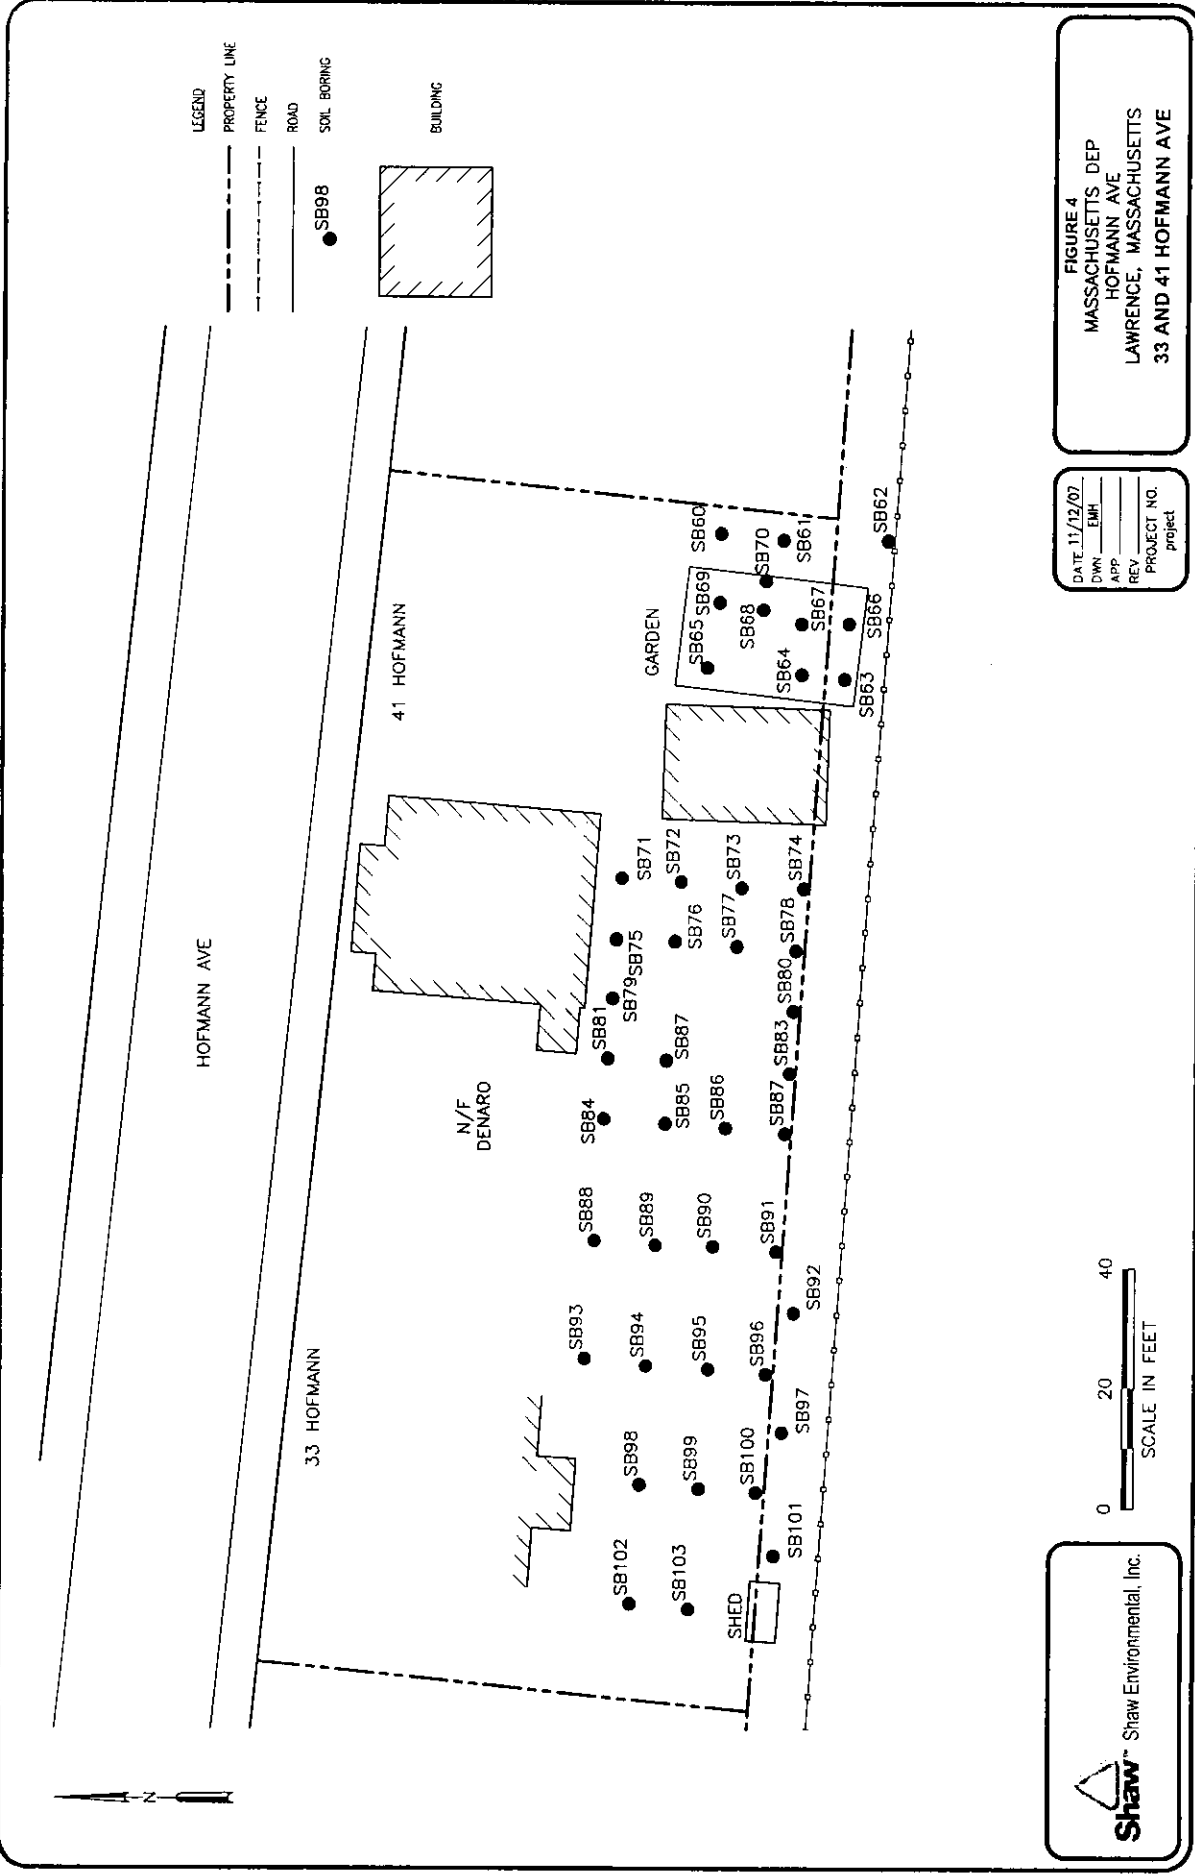 LEGEND
PROPERTY LINE
FENCE
ROAD
SB98
SOIL BORING
BUILDING
HOFMANN AVE
33 HOFMANN
41 HOFMANN
N/F
DENARO
GARDEN
SB60
SB69
SB65
SB70
SB68
SB61
SB67
SB64
SB66
SB63
SB62
SB71
SB72
SB73
SB74
SB75
SB76
SB77
SB78
SB79
SB80
SB81
SB87
SB83
SB84
SB85
SB86
SB87
SB88
SB89
SB90
SB91
SB92
SB93
SB94
SB95
SB96
SB97
SB98
SB99
SB100
SB101
SB102
SB103
SHED
N
0 20 40
SCALE IN FEET
Shaw™ Shaw Environmental, Inc.
DATE 11/12/07
DWN EMH
APP
REV
PROJECT NO.
project
FIGURE 4
MASSACHUSETTS DEP
HOFMANN AVE
LAWRENCE, MASSACHUSETTS
33 AND 41 HOFMANN AVE